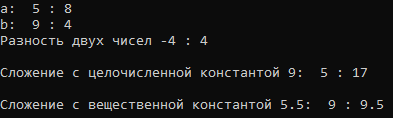 a:  5 : 8
b:  9 : 4
Разность двух чисел -4 : 4
Сложение с целочисленной константой 9:  5 : 17
Сложение с вещественной константой 5.5:  9 : 9.5